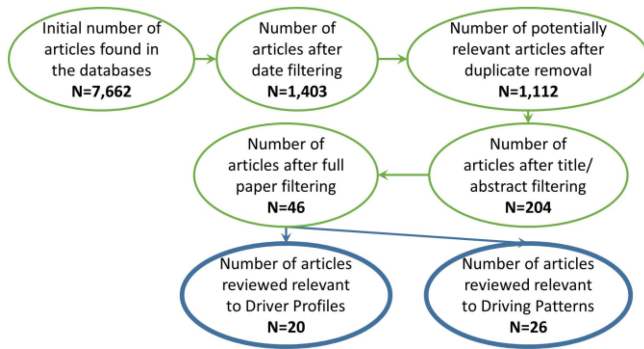 Initial number of
articles found in
the databases
N=7,662
Number of
articles after
date filtering
N=1,403
Number of potentially
relevant articles after
duplicate removal
N=1,112
Number of
articles after title/
abstract filtering
N=204
Number of
articles after full
paper filtering
N=46
Number of articles
reviewed relevant
to Driver Profiles
N=20
Number of articles
reviewed relevant
to Driving Patterns
N=26